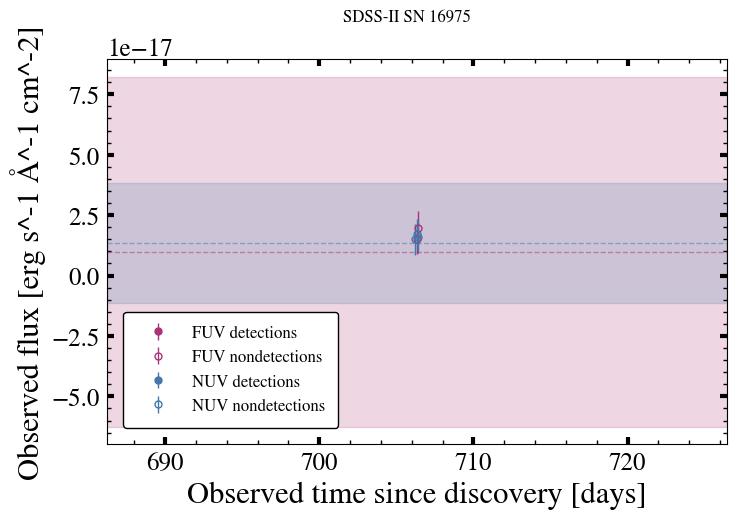 SDSS-II SN 16975
1e−17
7.5
5.0
2.5
0.0
−2.5
−5.0
Observed flux [erg s^-1 Å^-1 cm^-2]
FUV detections
FUV nondetections
NUV detections
NUV nondetections
690 700 710 720
Observed time since discovery [days]